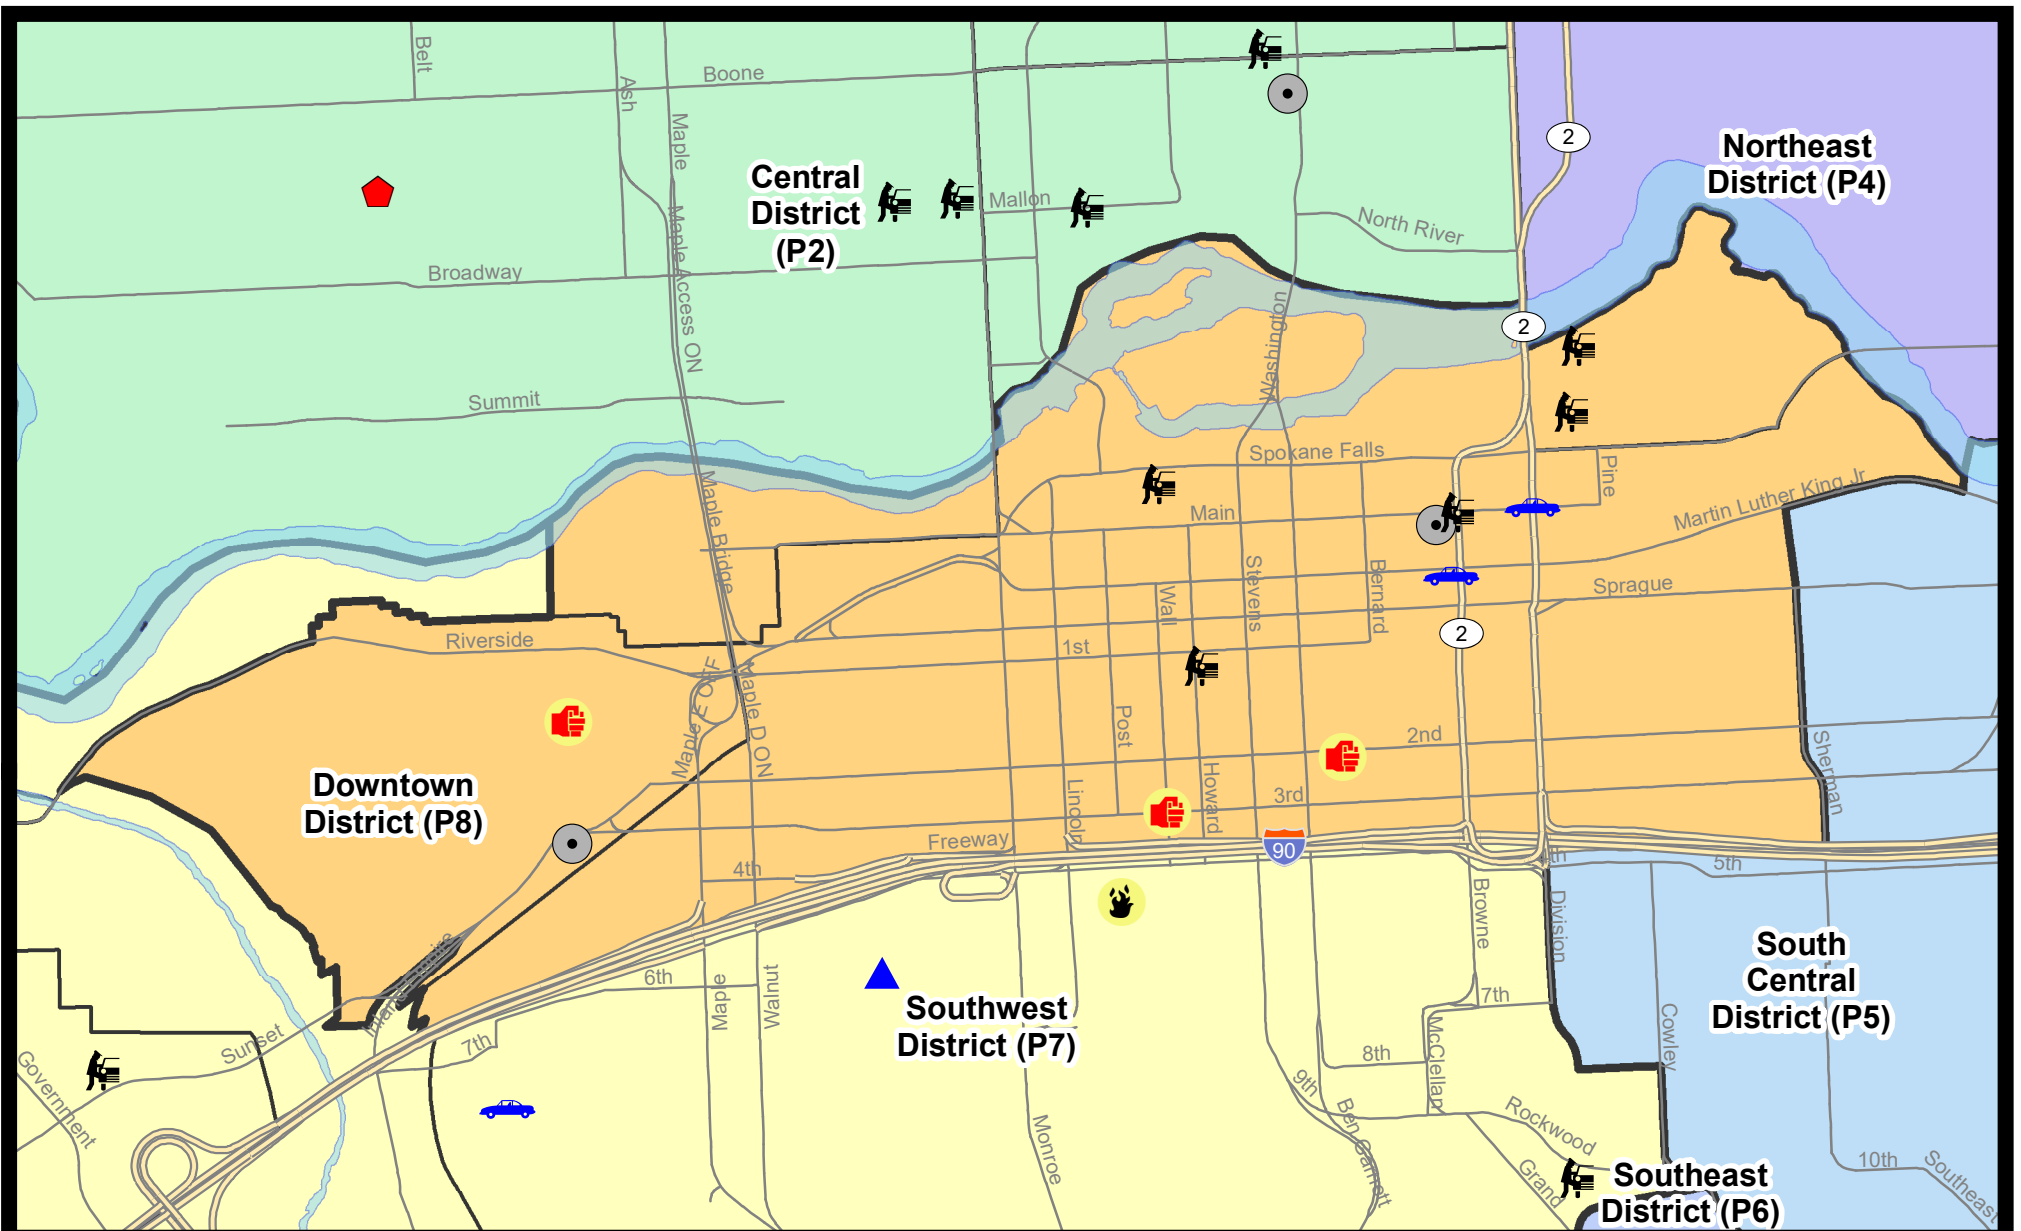 Belt
Ash
Maple
Boone
2
Northeast
District (P4)
Central
District
(P2)
Mallon
North River
Maple Access ON
Broadway
Washington
2
Summit
Spokane Falls
Pine
Maple Bridge
Main
Martin Luther King Jr
Stevens
Bernard
Wall
Sprague
Riverside
1st
2
Maple E OFF
Maple D ON
Post
2nd
Sherman
Downtown
District (P8)
Lincoln
Howard
3rd
Freeway
90
4th
4th
5th
Browne
Division
South
Central
District (P5)
6th
Maple
Walnut
Southwest
District (P7)
7th
Sunset
7th
Government
McClellan
Cowley
8th
9th
Ben Garnett
Rockwood
Monroe
Grand
10th
Southeast
Southeast
District (P6)